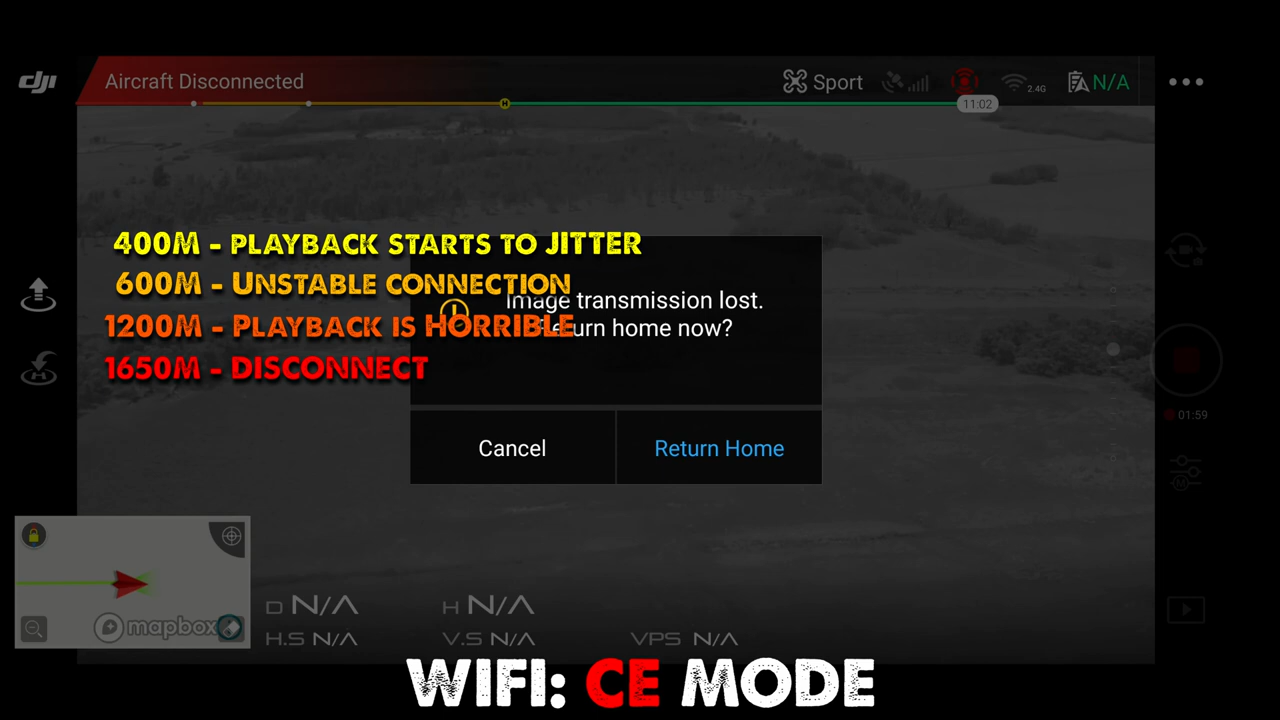 dji
Aircraft Disconnected
Sport
2.4G
N/A
11:02
400M - PLAYBACK STARTS TO JITTER
600M - UNSTABLE CONNECTION
1200M - PLAYBACK IS HORRIBLE
1650M - DISCONNECT
Image transmission lost.
Return home now?
Cancel
Return Home
01:59
M
mapbox
D N/A
H N/A
H.S N/A
V.S N/A
VPS N/A
WIFI: CE MODE